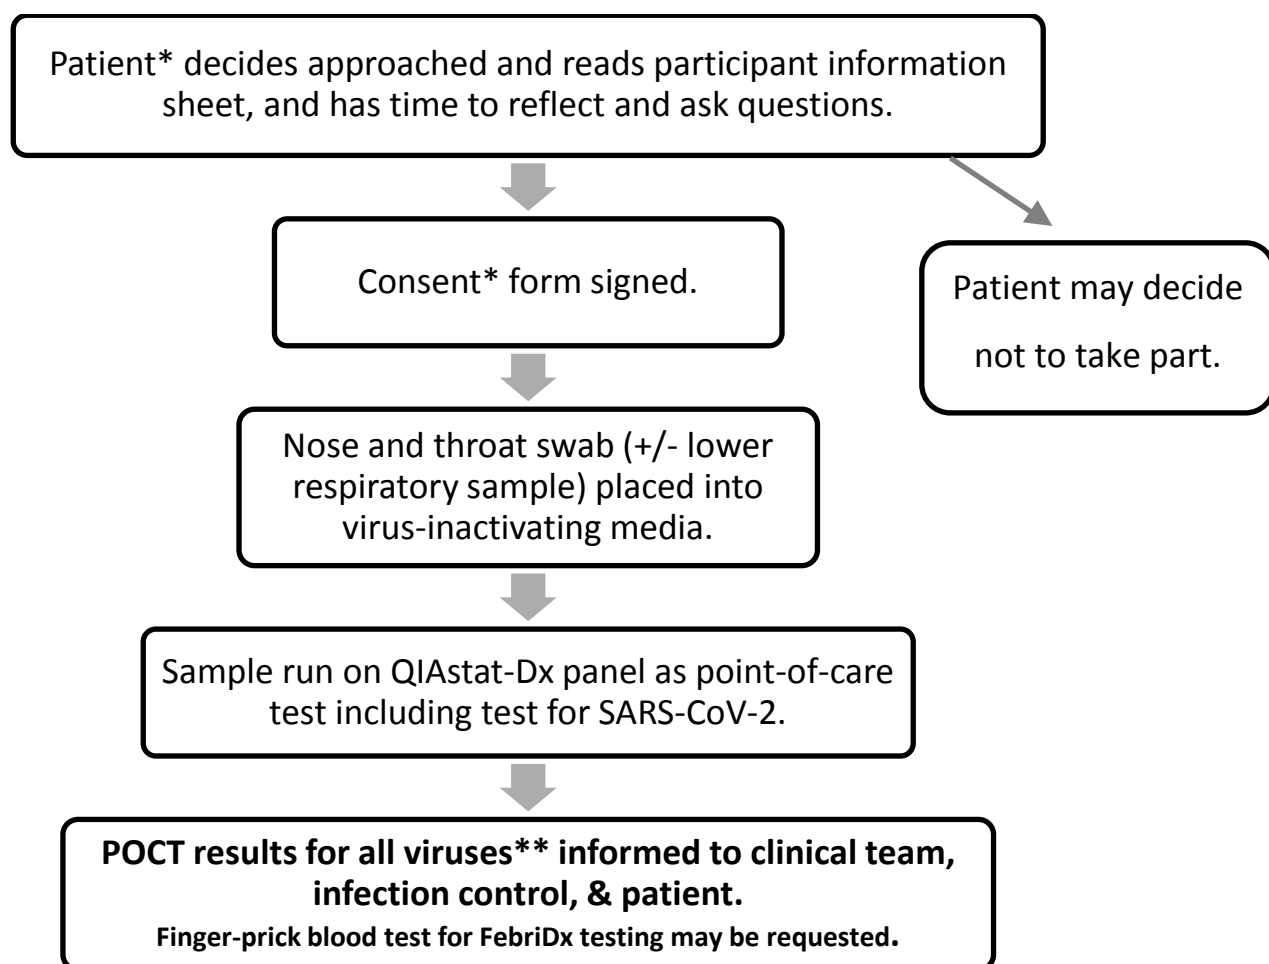 Patient* decides approached and reads participant information
sheet, and has time to reflect and ask questions.
Consent* form signed.
Patient may decide
not to take part.
Nose and throat swab (+/- lower
respiratory sample) placed into
virus-inactivating media.
Sample run on QIAstat-Dx panel as point-of-care
test including test for SARS-CoV-2.
POCT results for all viruses** informed to clinical team,
infection control, & patient.
Finger-prick blood test for FebriDx testing may be requested.